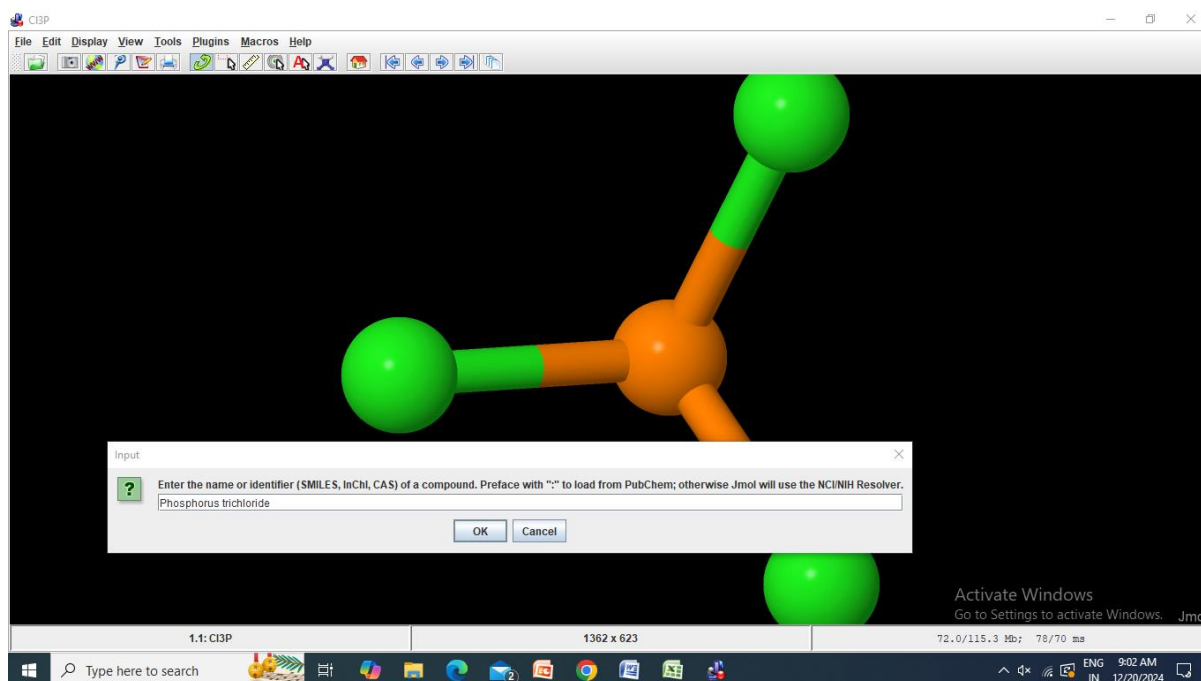 Cl3P
File Edit Display View Tools Plugins Macros Help
Input
Enter the name or identifier (SMILES, InChI, CAS) of a compound. Preface with ":" to load from PubChem; otherwise Jmol will use the NCI/NIH Resolver.
Phosphorus trichloride
OK Cancel
Activate Windows
Go to Settings to activate Windows. Jmo
1.1: Cl3P 1362 x 623 72.0/115.3 Mb; 78/70 ms
Type here to search 2 ENG 9:02 AM
IN 12/20/2024